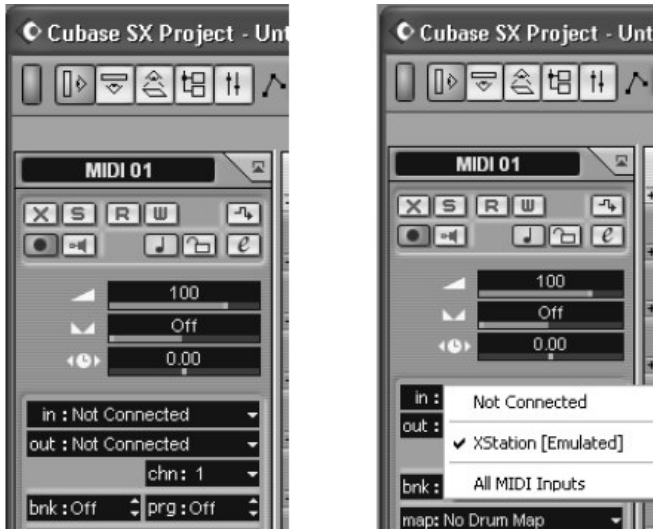 Cubase SX Project - Unt
MIDI 01
X S R W
e
100
Off
0.00
in : Not Connected
out : Not Connected
chn: 1
bnk : Off prg : Off
Cubase SX Project - Unt
MIDI 01
X S R W
e
100
Off
0.00
in :
Not Connected
out :
✓ XStation [Emulated]
bnk :
All MIDI Inputs
map: No Drum Map